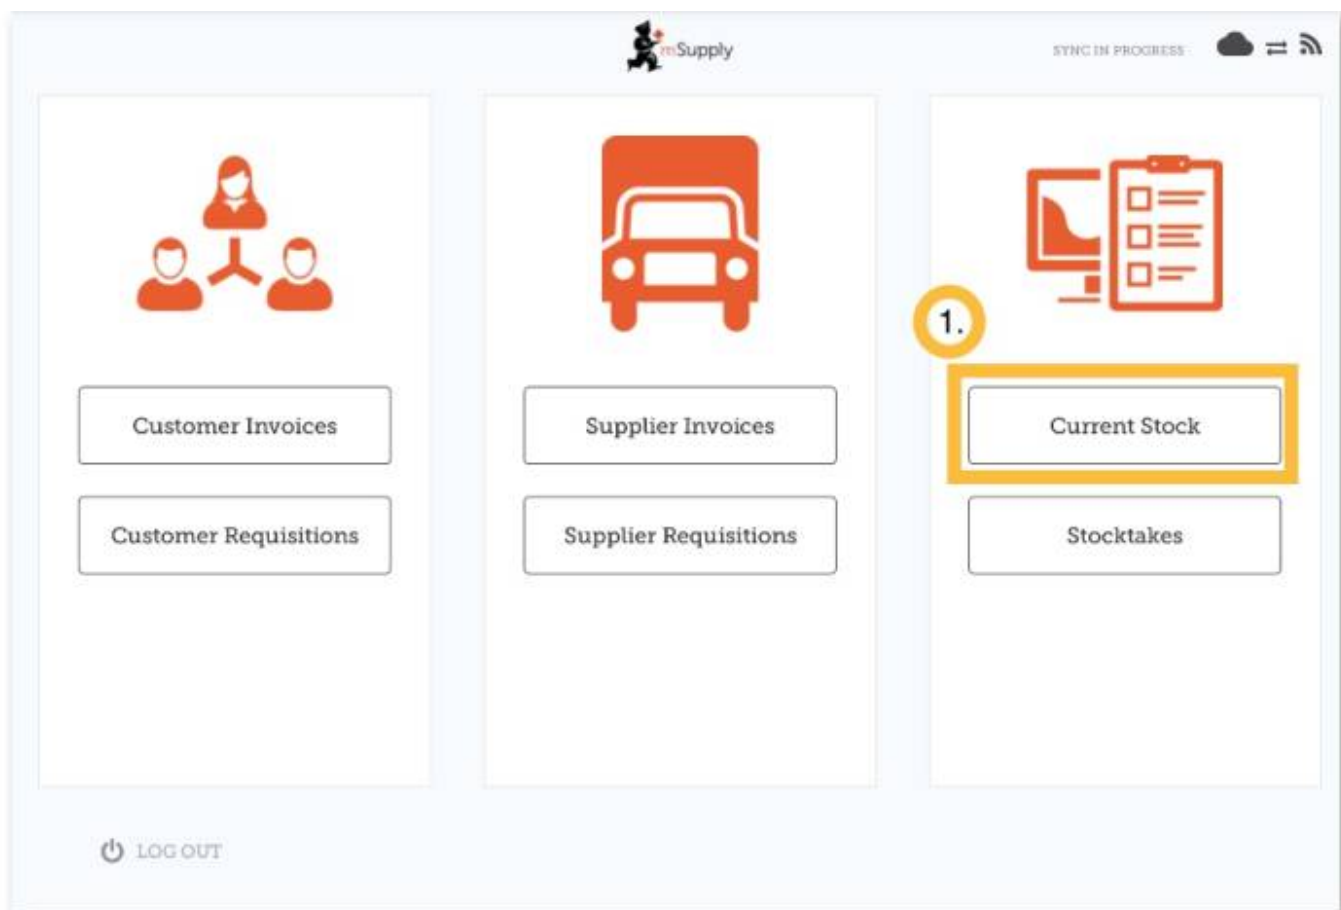 mSupply
SYNC IN PROGRESS
1.
Customer Invoices
Supplier Invoices
Current Stock
Customer Requisitions
Supplier Requisitions
Stocktakes
LOG OUT